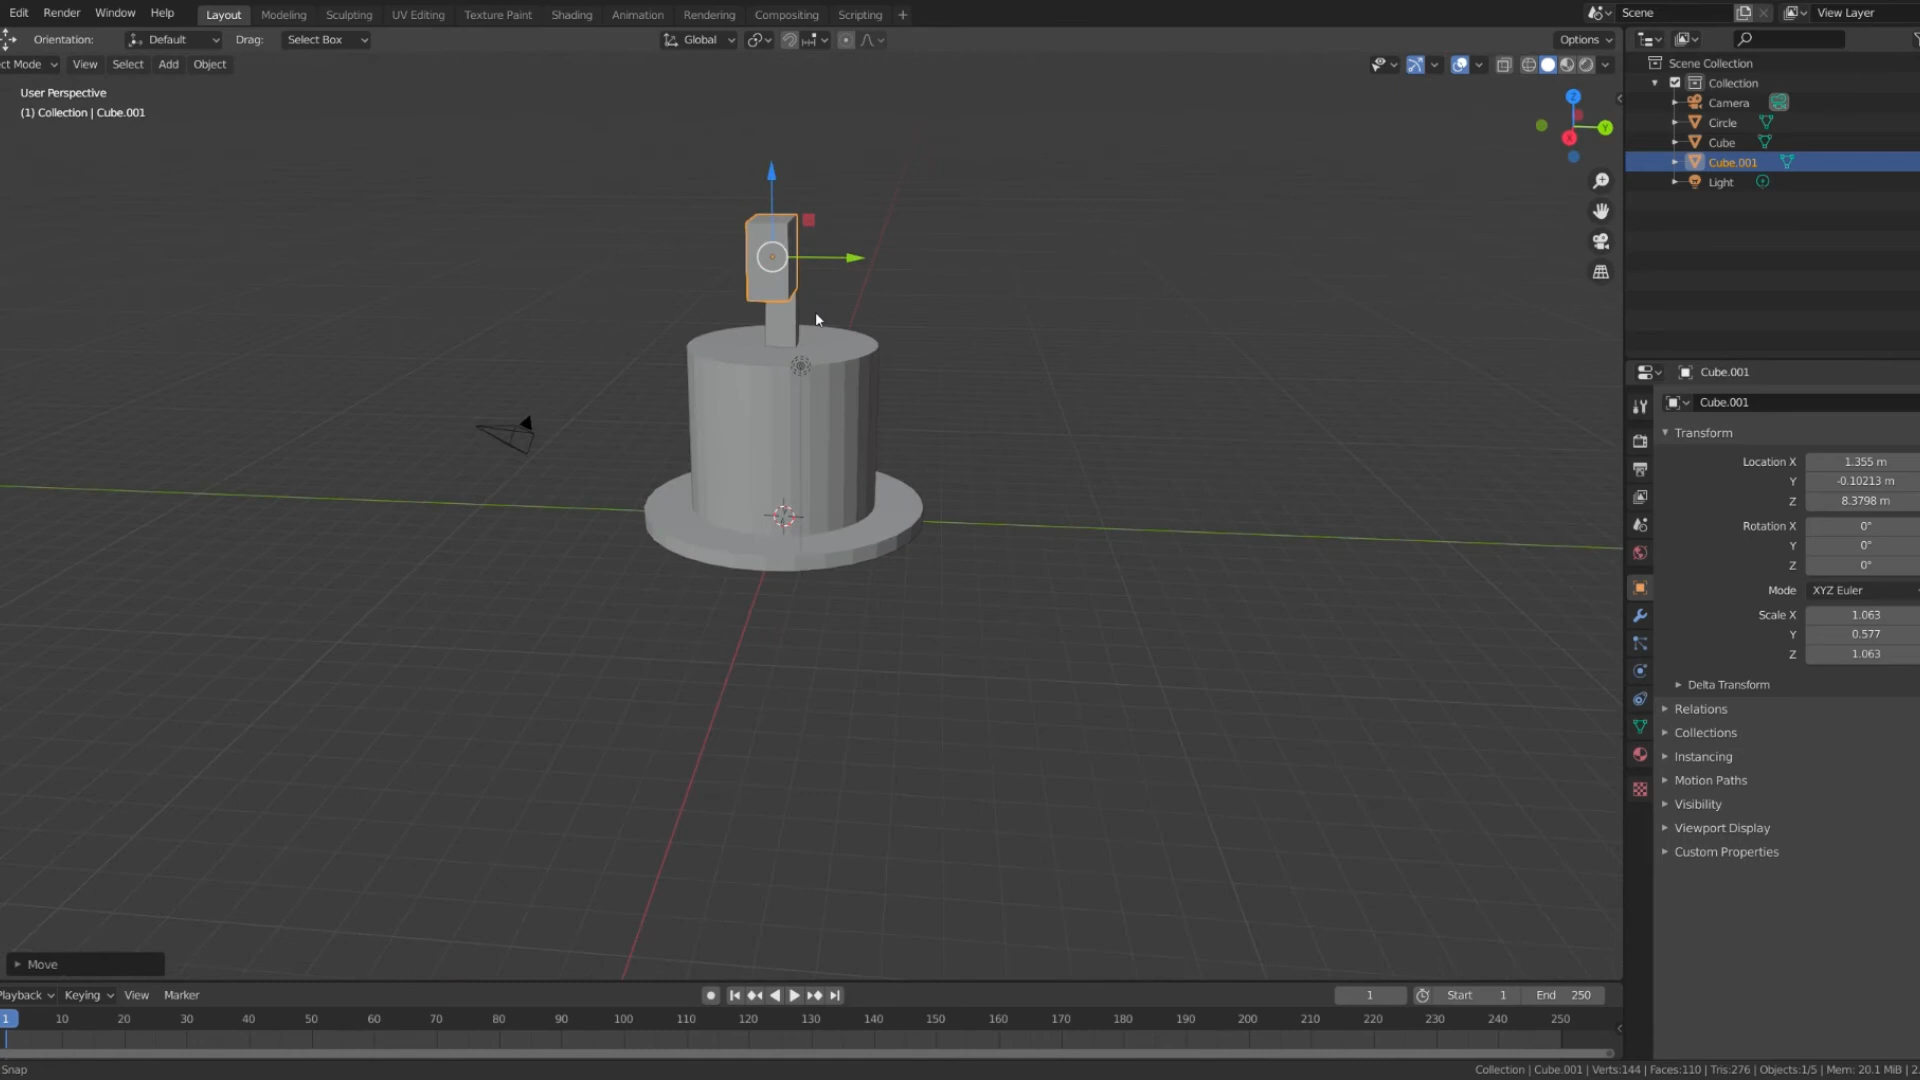 Edit Render Window Help Layout Modeling Sculpting UV Editing Texture Paint Shading Animation Rendering Compositing Scripting + Scene View Layer
Orientation: Default Drag: Select Box Global Options
ct Mode View Select Add Object
User Perspective
(1) Collection | Cube.001
Z
Y
X
Scene Collection
Collection
Camera
Circle
Cube
Cube.001
Light
Cube.001
Cube.001
Transform
Location X 1.355 m
Y -0.10213 m
Z 8.3798 m
Rotation X 0°
Y 0°
Z 0°
Mode XYZ Euler
Scale X 1.063
Y 0.577
Z 1.063
Delta Transform
Relations
Collections
Instancing
Motion Paths
Visibility
Viewport Display
Custom Properties
Move
Playback Keying View Marker 1 Start 1 End 250
1 10 20 30 40 50 60 70 80 90 100 110 120 130 140 150 160 170 180 190 200 210 220 230 240 250
Snap Collection | Cube.001 | Verts:144 | Faces:110 | Tris:276 | Objects:1/5 | Mem: 20.1 MiB | 2.